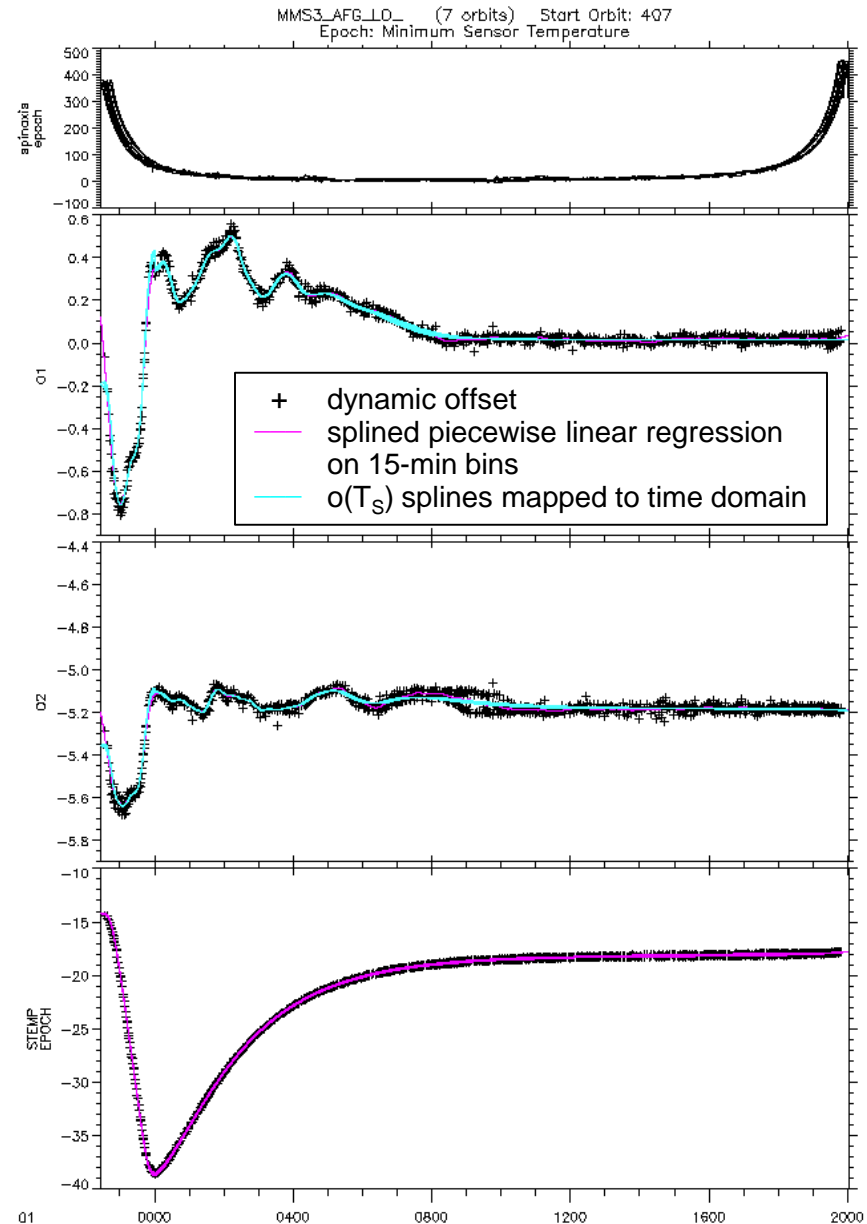 MMS3_AFG_LO_ (7 orbits) Start Orbit: 407
Epoch: Minimum Sensor Temperature
spinaxis
epoch
500
400
300
200
100
0
−100
O1
0.6
0.4
0.2
0.0
−0.2
−0.4
−0.6
−0.8
+ dynamic offset
splined piecewise linear regression
on 15-min bins
o(T_S) splines mapped to time domain
O2
−4.4
−4.6
−4.8
−5.0
−5.2
−5.4
−5.6
−5.8
STEMP
EPOCH
−10
−15
−20
−25
−30
−35
−40
O1 0000 0400 0800 1200 1600 2000